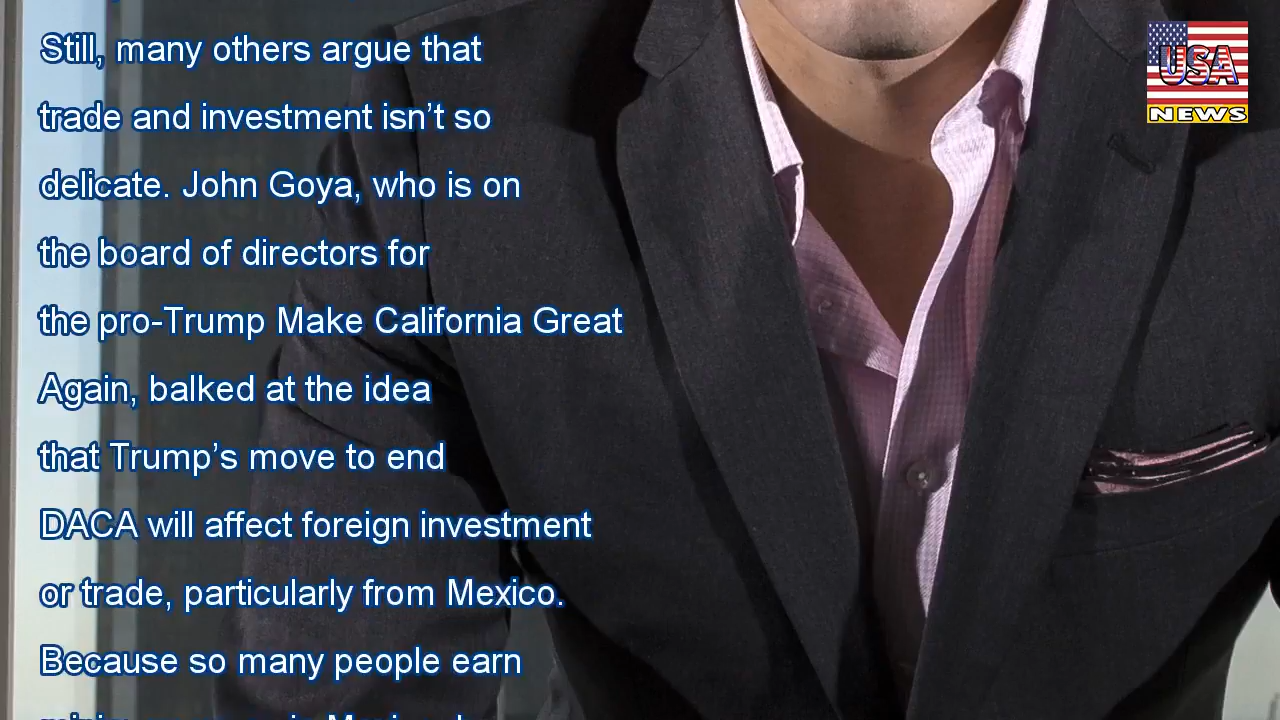 Still, many others argue that
trade and investment isn’t so
delicate. John Goya, who is on
the board of directors for
the pro-Trump Make California Great
Again, balked at the idea
that Trump’s move to end
DACA will affect foreign investment
or trade, particularly from Mexico.
Because so many people earn
USA
NEWS